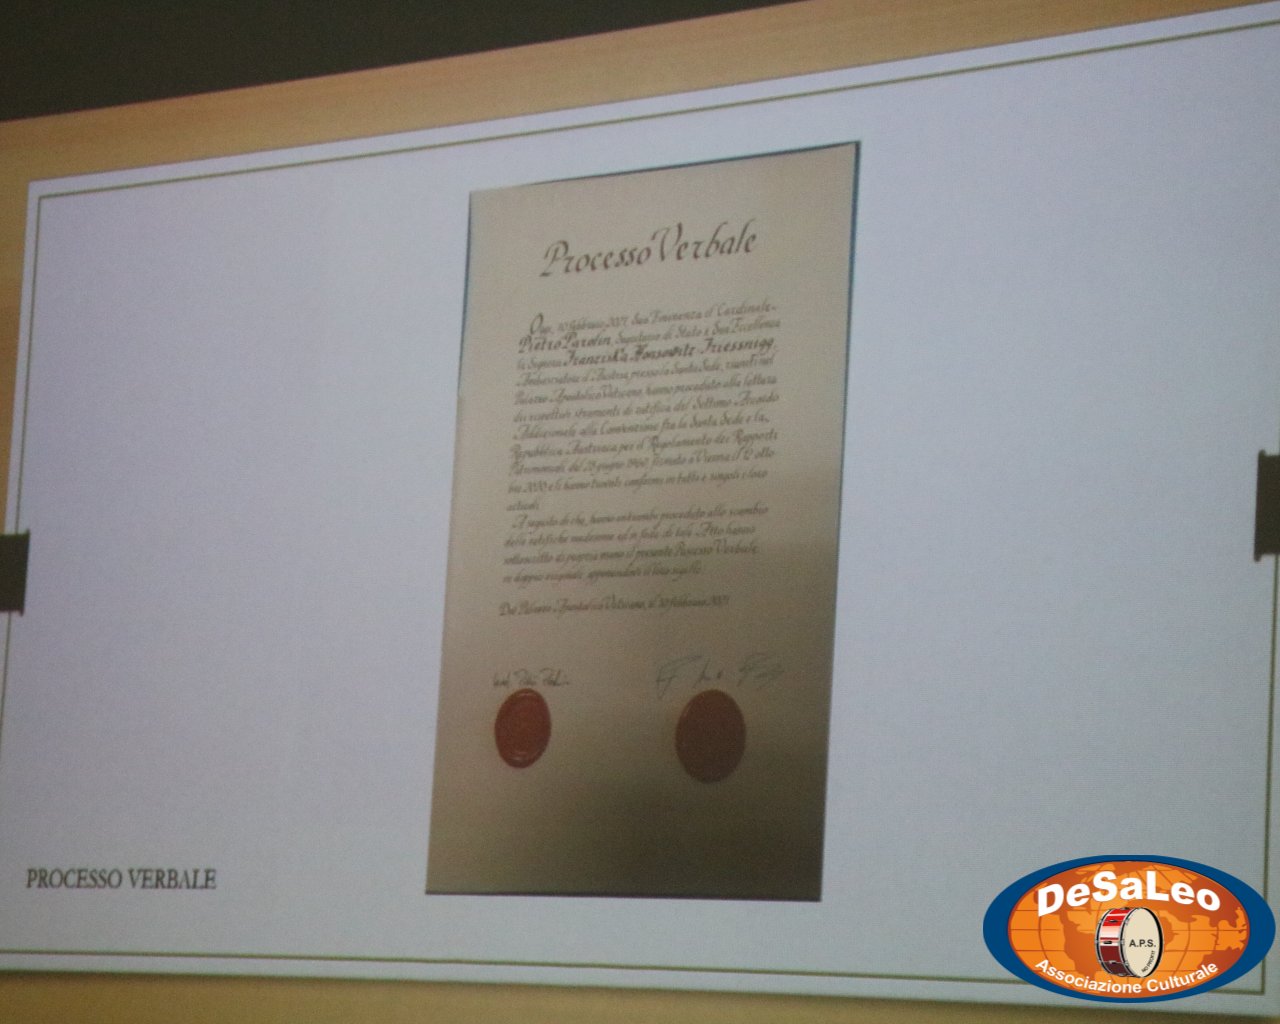 Processo Verbale
Oggi, 10 febbraio 2021, Sua Eminenza il Cardinale
Pietro Parolin, Segretario di Stato e Sua Eccellenza
la Signora Franziska Honsowitz-Friessnigg,
Ambasciatore d'Austria presso la Santa Sede, riuniti nel
Palazzo Apostolico Vaticano, hanno proceduto alla lettura
dei rispettivi strumenti di ratifica del Settimo Accordo
Addizionale alla Convenzione fra la Santa Sede e la
Repubblica Austriaca per il Regolamento dei Rapporti
Patrimoniali del 23 giugno 1960, firmato a Vienna il 12 otto
bre 2020 e li hanno trovati conformi in tutti e singoli i loro
articoli.
A seguito di che, hanno entrambi proceduto allo scambio
delle ratifiche medesime ed in fede di tale Atto hanno
sottoscritto di propria mano il presente Processo Verbale
in doppio originale, apponendovi il loro sigillo.
Dal Palazzo Apostolico Vaticano, il 10 febbraio 2021
PROCESSO VERBALE
DeSaLeo
A.P.S.
Associazione Culturale